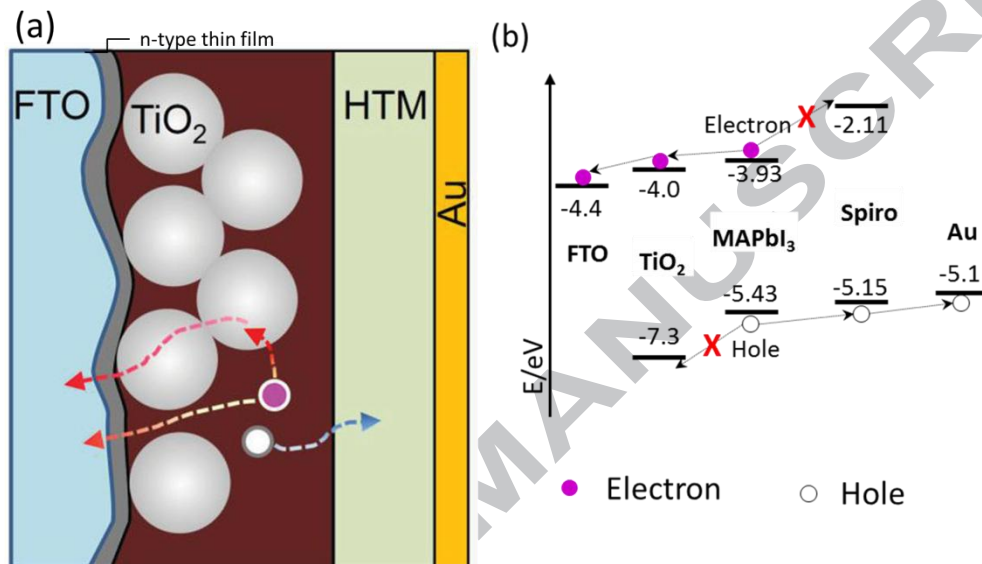 (a)
n-type thin film
FTO
TiO₂
HTM
Au
(b)
E/eV
Electron
X
-2.11
-3.93
-4.0
-4.4
FTO
TiO₂
MAPbI₃
Spiro
Au
-5.43
-5.15
-5.1
-7.3
X
Hole
Electron
Hole
MANUSCRI